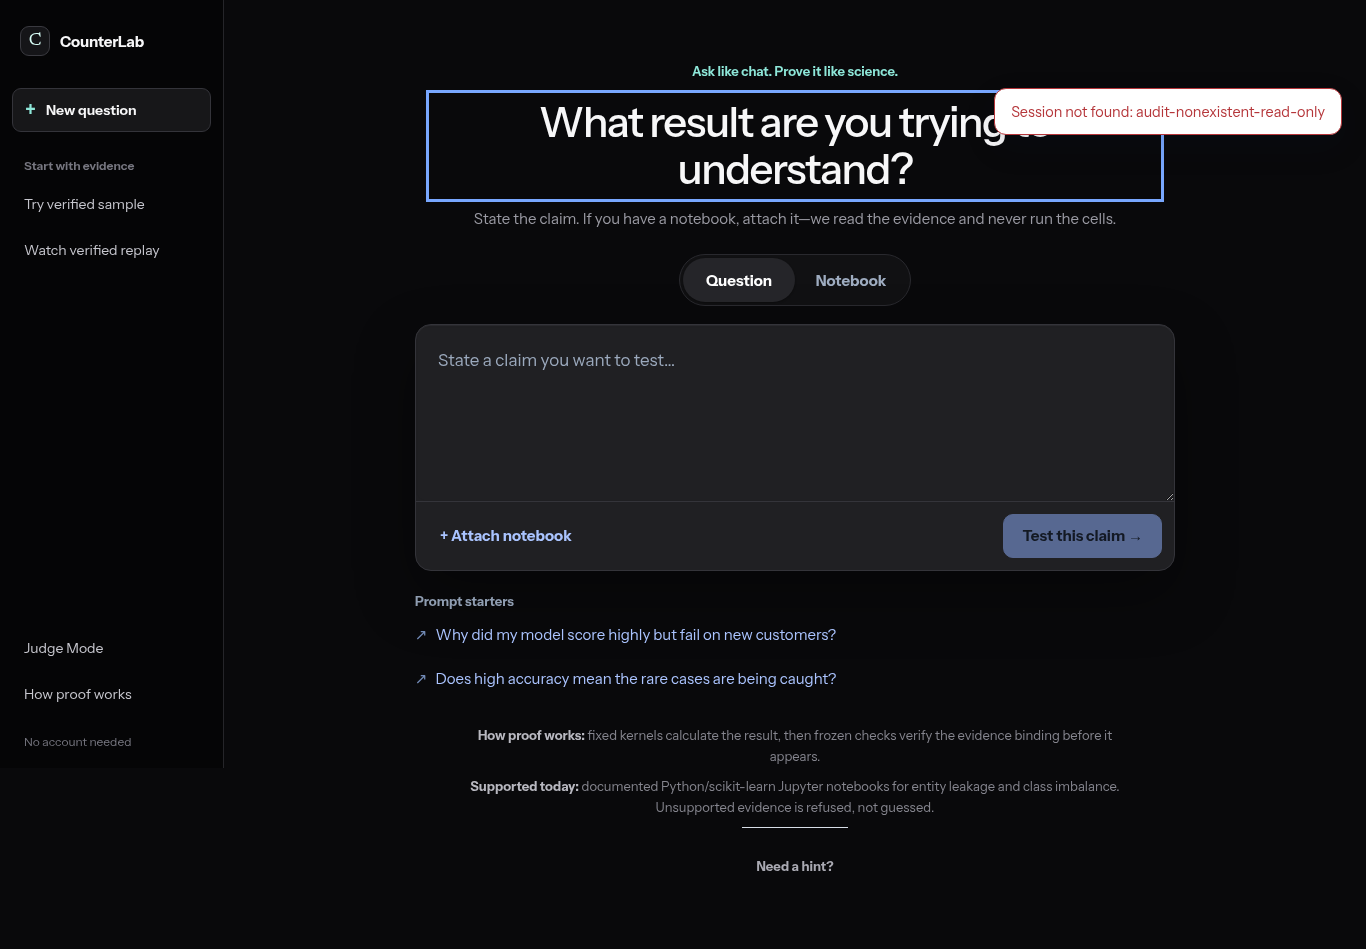 C
CounterLab
+ New question
Start with evidence
Try verified sample
Watch verified replay
Judge Mode
How proof works
No account needed
Ask like chat. Prove it like science.
What result are you trying to
understand?
Session not found: audit-nonexistent-read-only
State the claim. If you have a notebook, attach it—we read the evidence and never run the cells.
Question
Notebook
State a claim you want to test...
+ Attach notebook
Test this claim →
Prompt starters
↗ Why did my model score highly but fail on new customers?
↗ Does high accuracy mean the rare cases are being caught?
How proof works: fixed kernels calculate the result, then frozen checks verify the evidence binding before it
appears.
Supported today: documented Python/scikit-learn Jupyter notebooks for entity leakage and class imbalance.
Unsupported evidence is refused, not guessed.
Need a hint?